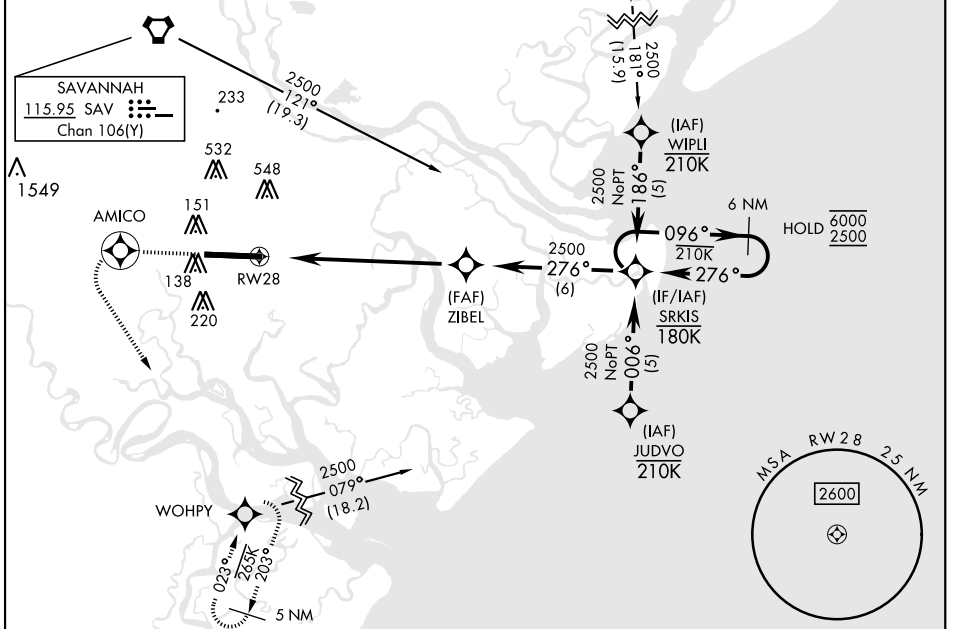 SAVANNAH
115.95 SAV
Chan 106(Y)
2500
121°
(19.3)
233
1549
532
548
151
138
220
AMICO
RW28
(FAF)
ZIBEL
2500
276°
(6)
2500
181°
(15.9)
(IAF)
WIPLI
210K
2500
NoPT
186°
(5)
6 NM
096°
210K
276°
HOLD 6000
2500
(IF/IAF)
SRKIS
180K
2500
NoPT
006°
(5)
(IAF)
JUDVO
210K
WOHPY
2500
079°
(18.2)
023°
265K
203°
5 NM
MSA RW28 25 NM
2600